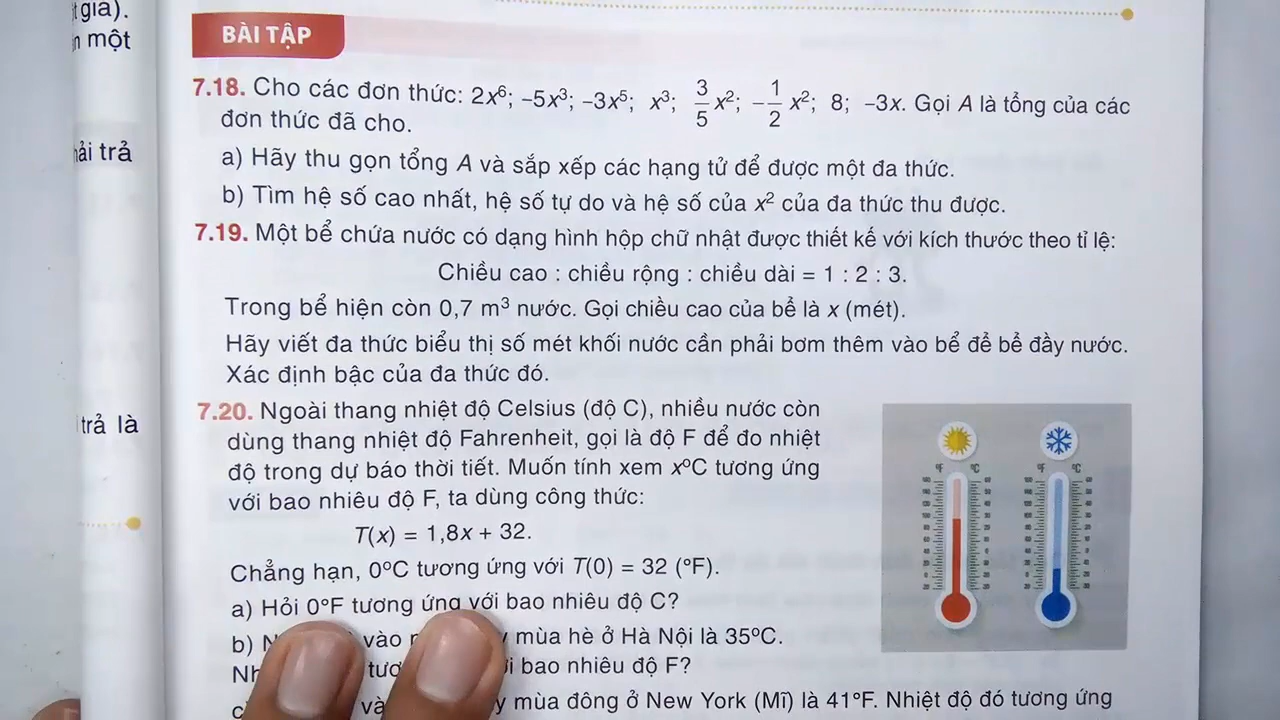 t giá).
n một
BÀI TẬP
7.18. Cho các đơn thức: 2x⁶; –5x³; –3x⁵; x³; 3/5 x²; –1/2 x²; 8; –3x. Gọi A là tổng của các
đơn thức đã cho.
ải trả
a) Hãy thu gọn tổng A và sắp xếp các hạng tử để được một đa thức.
b) Tìm hệ số cao nhất, hệ số tự do và hệ số của x² của đa thức thu được.
7.19. Một bể chứa nước có dạng hình hộp chữ nhật được thiết kế với kích thước theo tỉ lệ:
Chiều cao : chiều rộng : chiều dài = 1 : 2 : 3.
Trong bể hiện còn 0,7 m³ nước. Gọi chiều cao của bể là x (mét).
Hãy viết đa thức biểu thị số mét khối nước cần phải bơm thêm vào bể để bể đầy nước.
Xác định bậc của đa thức đó.
trả là
7.20. Ngoài thang nhiệt độ Celsius (độ C), nhiều nước còn
dùng thang nhiệt độ Fahrenheit, gọi là độ F để đo nhiệt
độ trong dự báo thời tiết. Muốn tính xem x°C tương ứng
với bao nhiêu độ F, ta dùng công thức:
T(x) = 1,8x + 32.
Chẳng hạn, 0°C tương ứng với T(0) = 32 (°F).
a) Hỏi 0°F tương ứng với bao nhiêu độ C?
b) vào mùa hè ở Hà Nội là 35°C.
bao nhiêu độ F?
mùa đông ở New York (Mĩ) là 41°F. Nhiệt độ đó tương ứng
°F °C
°F °C